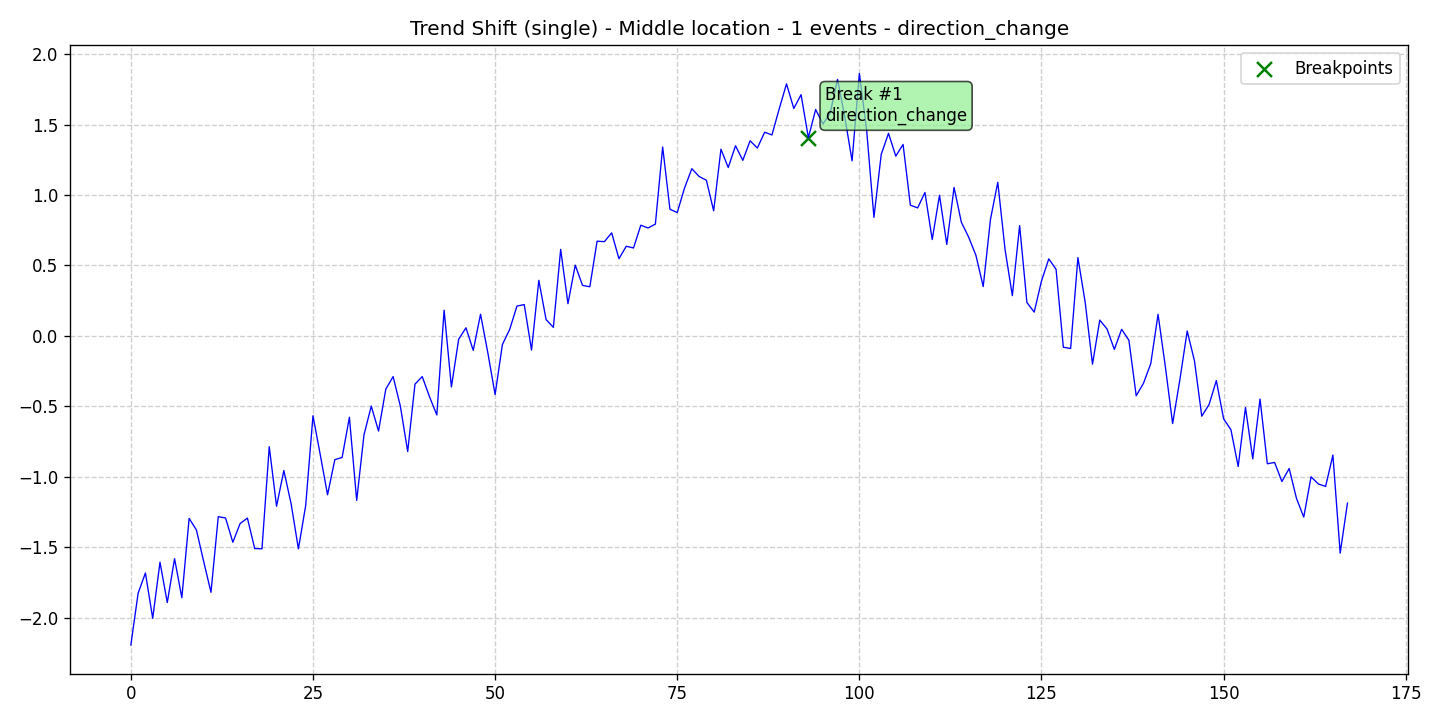 Trend Shift (single) - Middle location - 1 events - direction_change
2.0
1.5
1.0
0.5
0.0
−0.5
−1.0
−1.5
−2.0
Breakpoints
Break #1
direction_change
0 25 50 75 100 125 150 175